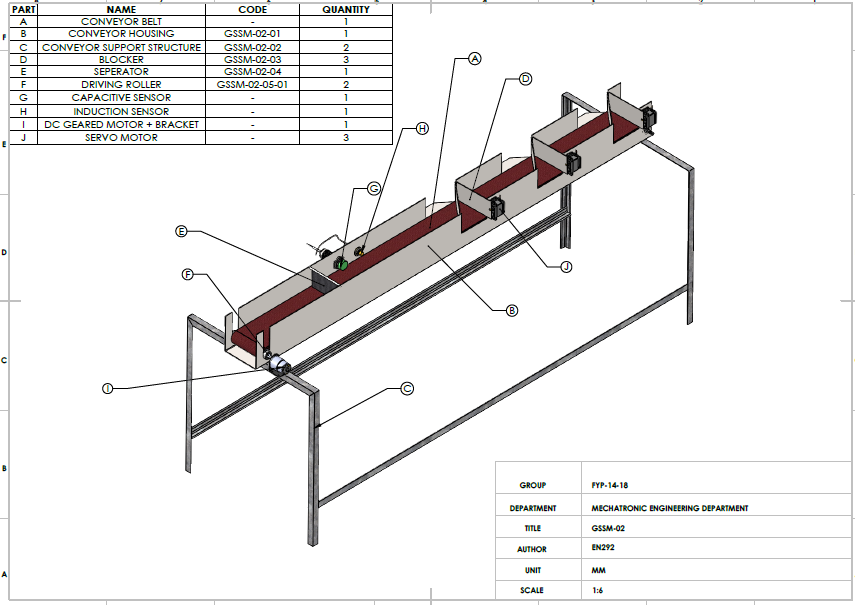 PART NAME CODE QUANTITY
A CONVEYOR BELT - 1
B CONVEYOR HOUSING GSSM-02-01 1
C CONVEYOR SUPPORT STRUCTURE GSSM-02-02 2
D BLOCKER GSSM-02-03 3
E SEPERATOR GSSM-02-04 1
F DRIVING ROLLER GSSM-02-05-01 2
G CAPACITIVE SENSOR - 1
H INDUCTION SENSOR - 1
I DC GEARED MOTOR + BRACKET - 1
J SERVO MOTOR - 3
F
E
D
C
B
A
A
D
H
G
E
F
J
B
I
C
GROUP FYP-14-18
DEPARTMENT MECHATRONIC ENGINEERING DEPARTMENT
TITLE GSSM-02
AUTHOR EN292
UNIT MM
SCALE 1:6